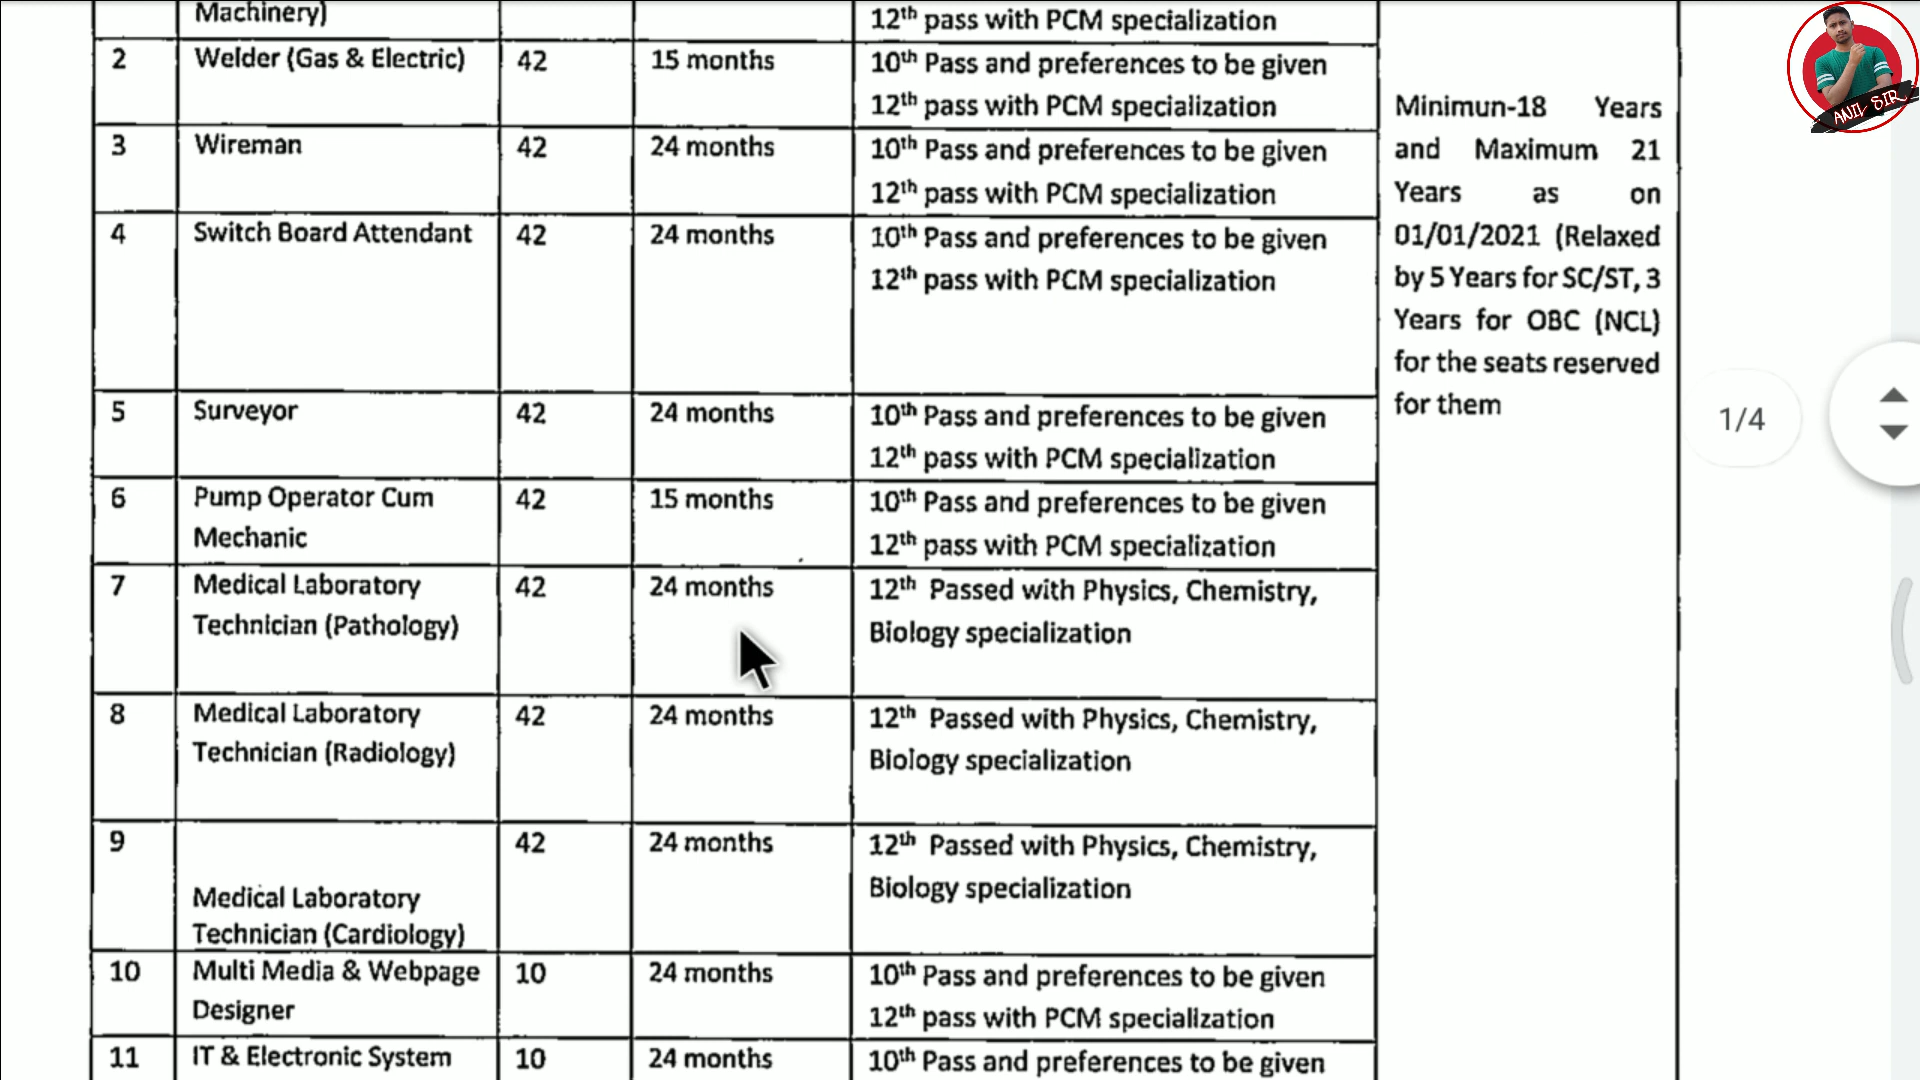 Machinery)
12th pass with PCM specialization
2 Welder (Gas & Electric) 42 15 months 10th Pass and preferences to be given
12th pass with PCM specialization
3 Wireman 42 24 months 10th Pass and preferences to be given
12th pass with PCM specialization
4 Switch Board Attendant 42 24 months 10th Pass and preferences to be given
12th pass with PCM specialization
5 Surveyor 42 24 months 10th Pass and preferences to be given
12th pass with PCM specialization
6 Pump Operator Cum 42 15 months 10th Pass and preferences to be given
Mechanic 12th pass with PCM specialization
7 Medical Laboratory 42 24 months 12th Passed with Physics, Chemistry,
Technician (Pathology) Biology specialization
8 Medical Laboratory 42 24 months 12th Passed with Physics, Chemistry,
Technician (Radiology) Biology specialization
9 42 24 months 12th Passed with Physics, Chemistry,
Biology specialization
Medical Laboratory
Technician (Cardiology)
10 Multi Media & Webpage 10 24 months 10th Pass and preferences to be given
Designer 12th pass with PCM specialization
11 IT & Electronic System 10 24 months 10th Pass and preferences to be given
Minimun-18 Years
and Maximum 21
Years as on
01/01/2021 (Relaxed
by 5 Years for SC/ST, 3
Years for OBC (NCL)
for the seats reserved
for them
1/4
ANIL SIR